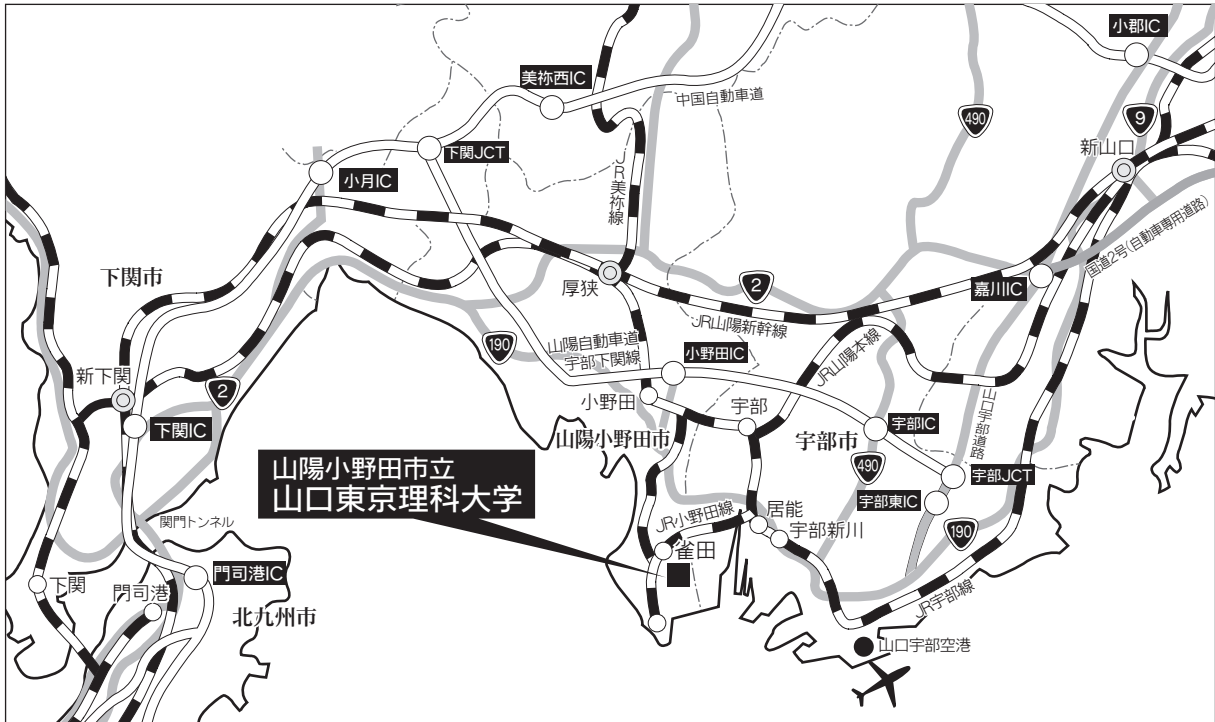 小郡IC
美祢西IC
中国自動車道
490
9
新山口
下関JCT
小月IC
JR美祢線
国道2号(自動車専用道路)
下関市
厚狭
2
嘉川IC
JR山陽新幹線
190
山陽自動車道
宇部下関線
小野田IC
JR山陽本線
新下関
2
小野田
宇部
山口宇部道路
下関IC
山陽小野田市
宇部市
宇部IC
山陽小野田市立
山口東京理科大学
490
宇部JCT
宇部東IC
関門トンネル
JR小野田線
居能
宇部新川
190
雀田
下関
門司港
門司港IC
北九州市
JR宇部線
山口宇部空港